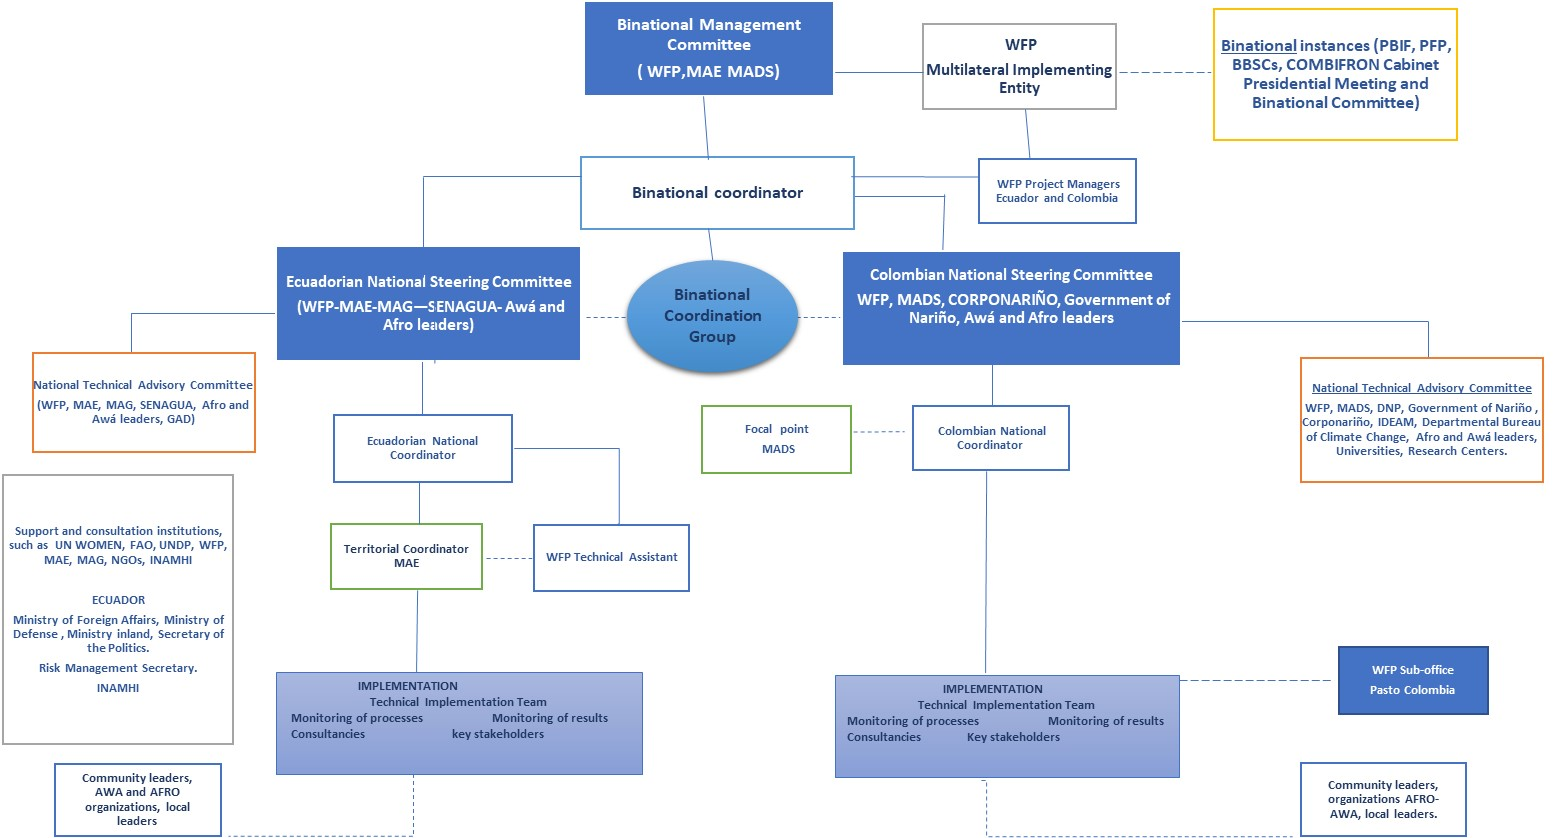 Binational Management
Committee
( WFP,MAE MADS)
WFP
Multilateral Implementing
Entity
Binational instances (PBIF, PFP,
BBSCs, COMBIFRON Cabinet
Presidential Meeting and
Binational Committee)
Binational coordinator
WFP Project Managers
Ecuador and Colombia
Ecuadorian National Steering Committee
(WFP-MAE-MAG—SENAGUA- Awá and
Afro leaders)
Binational
Coordination
Group
Colombian National Steering Committee
WFP, MADS, CORPONARIÑO, Government of
Nariño, Awá and Afro leaders
National Technical Advisory Committee
(WFP, MAE, MAG, SENAGUA, Afro and
Awá leaders, GAD)
National Technical Advisory Committee
WFP, MADS, DNP, Government of Nariño ,
Corponariño, IDEAM, Departmental Bureau
of Climate Change, Afro and Awá leaders,
Universities, Research Centers.
Ecuadorian National
Coordinator
Focal point
MADS
Colombian National
Coordinator
Support and consultation institutions,
such as UN WOMEN, FAO, UNDP, WFP,
MAE, MAG, NGOs, INAMHI
ECUADOR
Ministry of Foreign Affairs, Ministry of
Defense , Ministry inland, Secretary of
the Politics.
Risk Management Secretary.
INAMHI
Territorial Coordinator
MAE
WFP Technical Assistant
IMPLEMENTATION
Technical Implementation Team
Monitoring of processes Monitoring of results
Consultancies key stakeholders
IMPLEMENTATION
Technical Implementation Team
Monitoring of processes Monitoring of results
Consultancies Key stakeholders
WFP Sub-office
Pasto Colombia
Community leaders,
AWA and AFRO
organizations, local
leaders
Community leaders,
organizations AFRO-
AWA, local leaders.